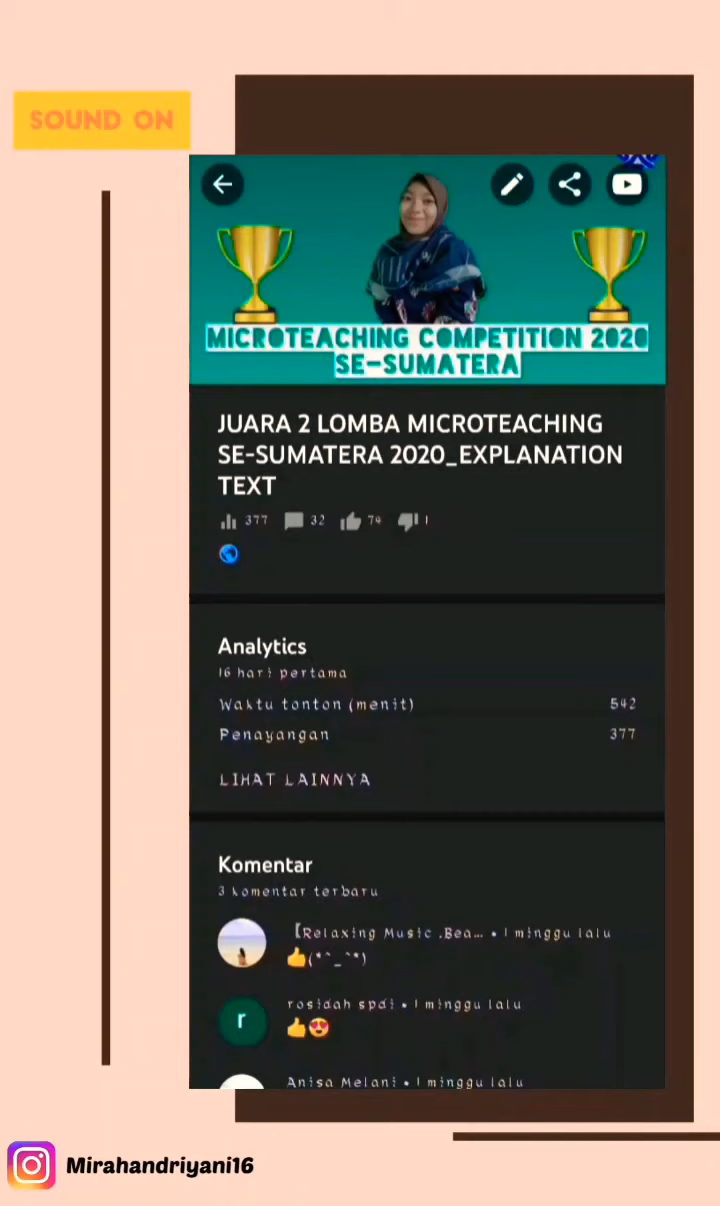 SOUND ON
MICROTEACHING COMPETITION 2020
SE-SUMATERA
JUARA 2 LOMBA MICROTEACHING
SE-SUMATERA 2020_EXPLANATION
TEXT
377 32 74 1
Analytics
16 hari pertama
Waktu tonton (menit) 542
Penayangan 377
LIHAT LAINNYA
Komentar
3 komentar terbaru
【Relaxing Music .Bea... • 1 minggu lalu
👍(*^_^*)
rosidah spdi • 1 minggu lalu
r
👍😍
Anisa Melani • 1 minggu lalu
Mirahandriyani16